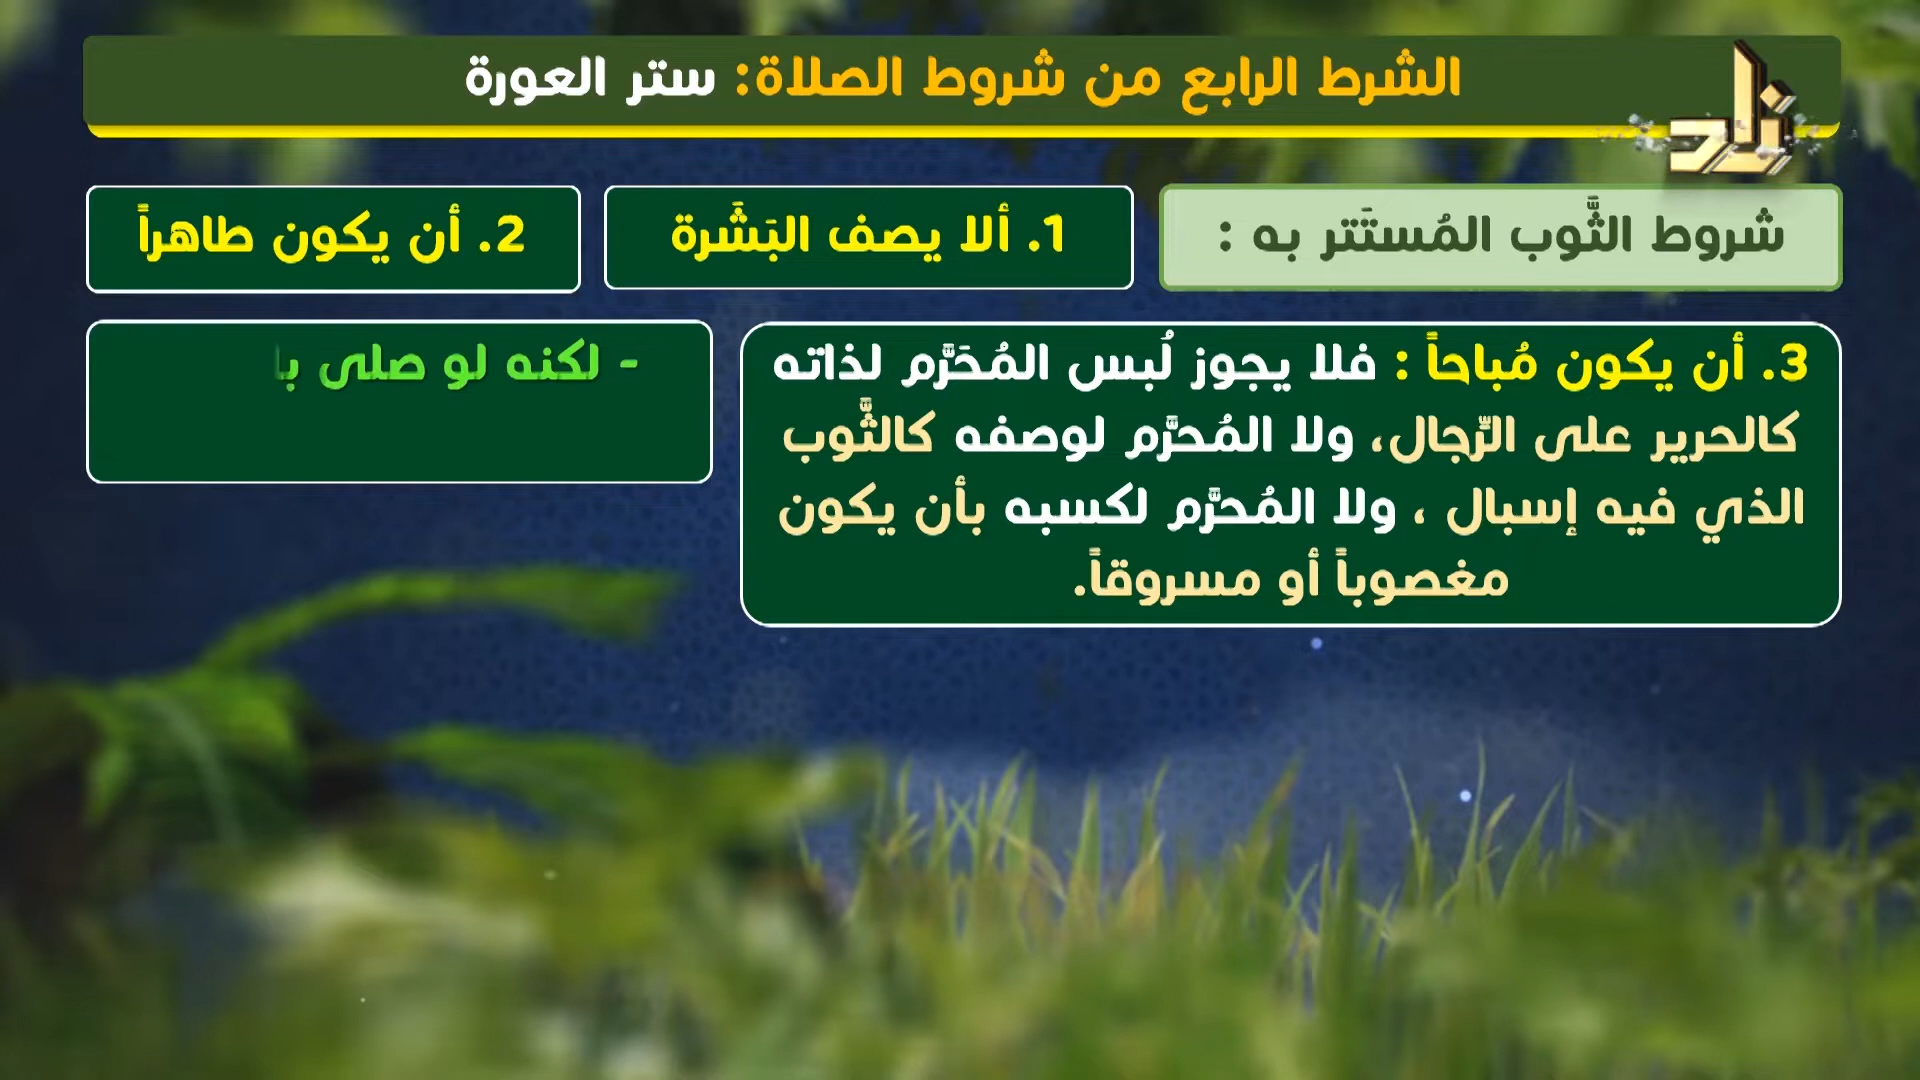 الشرط الرابع من شروط الصلاة: ستر العورة
زاد
شروط الثَّوب المُستَتر به :
1. ألا يصف البَشَرة
2. أن يكون طاهراً
3. أن يكون مُباحاً : فلا يجوز لُبس المُحَرَّم لذاته
كالحرير على الرِّجال، ولا المُحرَّم لوصفه كالثَّوب
الذي فيه إسبال ، ولا المُحرَّم لكسبه بأن يكون
مغصوباً أو مسروقاً.
- لكنه لو صلى با